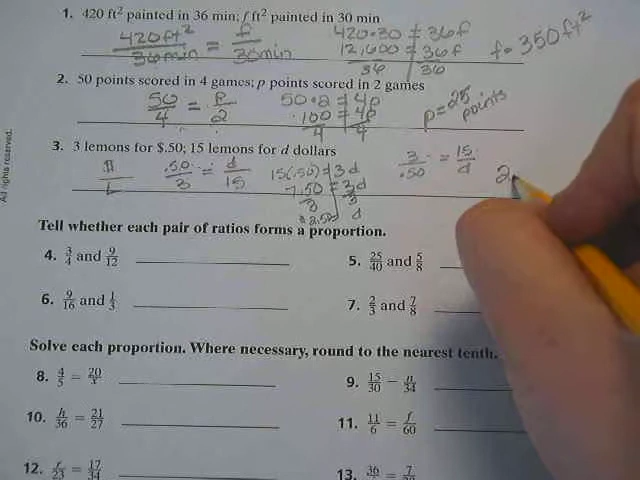 1. 420 ft² painted in 36 min; f ft² painted in 30 min
420ft² / 36min = f / 30min
420·30 = 36f
12,600 = 36f
36 36
f = 350 ft²
2. 50 points scored in 4 games; p points scored in 2 games
50/4 = P/2
50·2 = 4p
100 = 4p
4 4
p = 25 points
3. 3 lemons for $.50; 15 lemons for d dollars
$ / L
.50/3 = d/15
15(.50) = 3d
7.50 = 3d
3 3
$2.50 d
3/.50 = 15/d
2.
All rights reserved.
Tell whether each pair of ratios forms a proportion.
4. 3/4 and 9/12
5. 25/40 and 5/8
6. 9/16 and 1/3
7. 2/3 and 7/8
Solve each proportion. Where necessary, round to the nearest tenth.
8. 4/5 = 20/x
9. 15/30 = n/34
10. h/36 = 21/27
11. 11/6 = f/60
12. r/23 = 17/34
13. 36 = 7